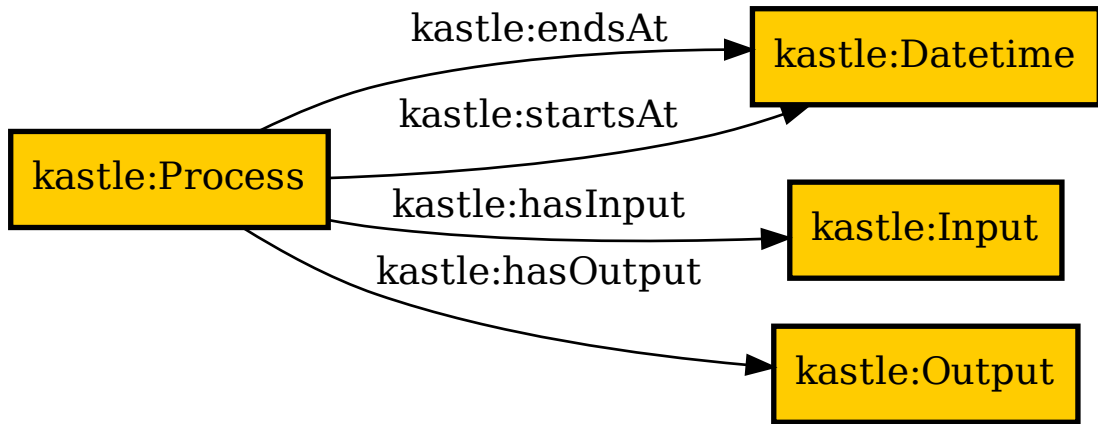 kastle:endsAt
kastle:Datetime
kastle:startsAt
kastle:Process
kastle:hasInput
kastle:Input
kastle:hasOutput
kastle:Output